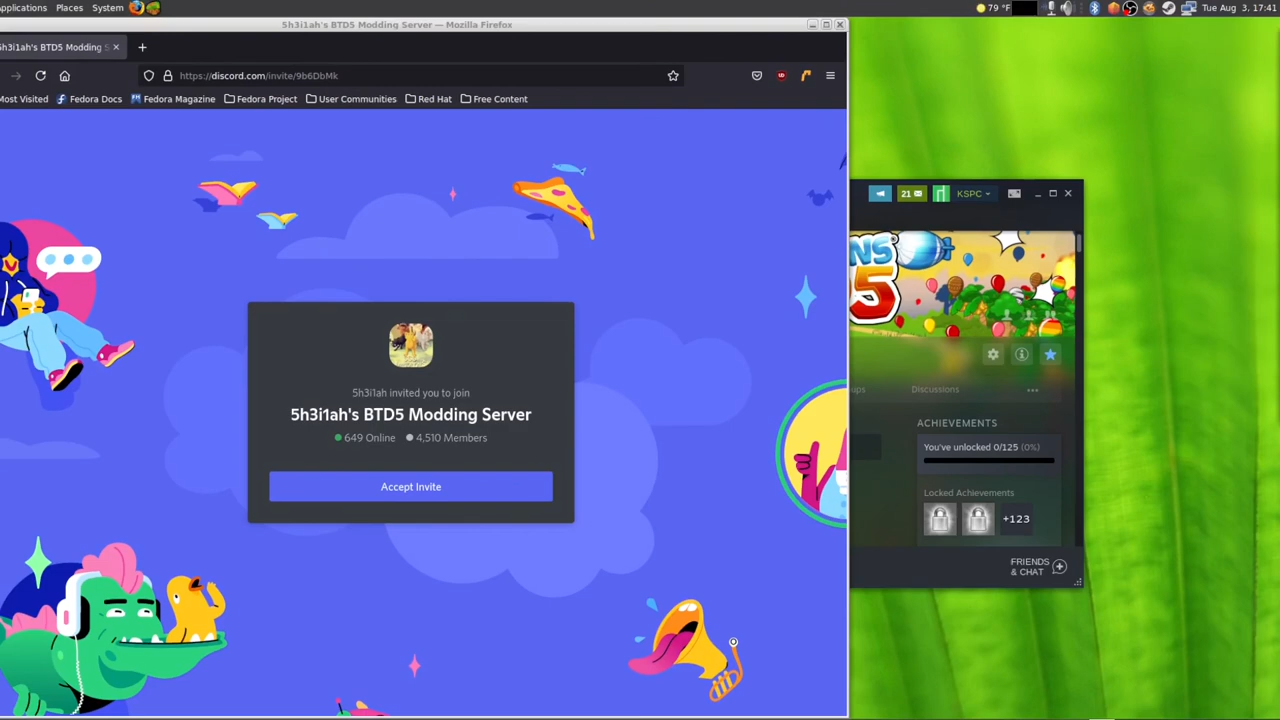 Applications Places System
79 °F
Tue Aug 3, 17:41
5h3i1ah's BTD5 Modding Server — Mozilla Firefox
5h3i1ah's BTD5 Modding S
https://discord.com/invite/9b6DbMk
Most Visited Fedora Docs Fedora Magazine Fedora Project User Communities Red Hat Free Content
5h3i1ah invited you to join
5h3i1ah's BTD5 Modding Server
649 Online 4,510 Members
Accept Invite
21 KSPC
NS
5
ups Discussions
ACHIEVEMENTS
You've unlocked 0/125 (0%)
Locked Achievements
+123
FRIENDS
& CHAT